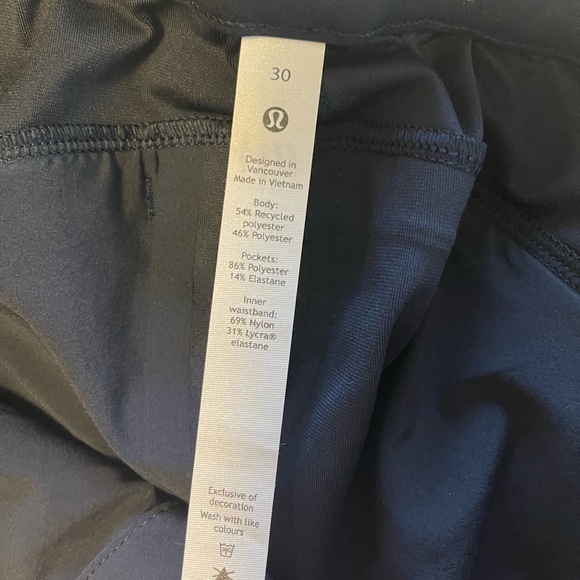 30
Designed in
Vancouver
Made in Vietnam
Body:
54% Recycled
polyester
46% Polyester
Pockets:
86% Polyester
14% Elastane
Inner
waistband:
69% Nylon
31% Lycra®
elastane
Exclusive of
decoration
Wash with like
colours